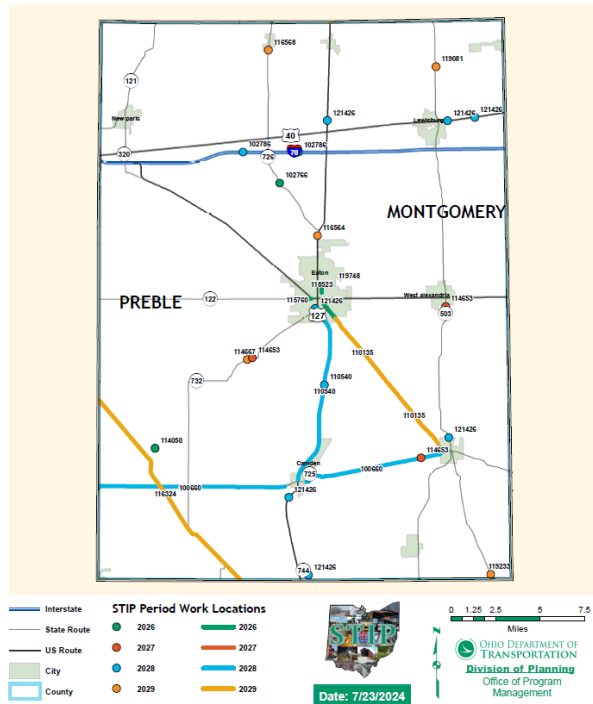 116568
119081
121
New paris
121426
Lewisburg
121426
121426
40
320
102786
102786
70
726
102766
MONTGOMERY
116564
Eaton
119748
118523
PREBLE
122
115760
121426
West alexandria
114653
127
503
114667
114653
110135
732
110540
110540
110135
121426
114050
114653
Camden
725
100660
100660
116324
121426
744
121426
119233
Interstate
State Route
US Route
City
County
STIP Period Work Locations
2026
2026
2027
2027
2028
2028
2029
2029
STIP
Date: 7/23/2024
0 1.25 2.5 5 7.5
Miles
N
OHIO DEPARTMENT OF
TRANSPORTATION
Division of Planning
Office of Program
Management